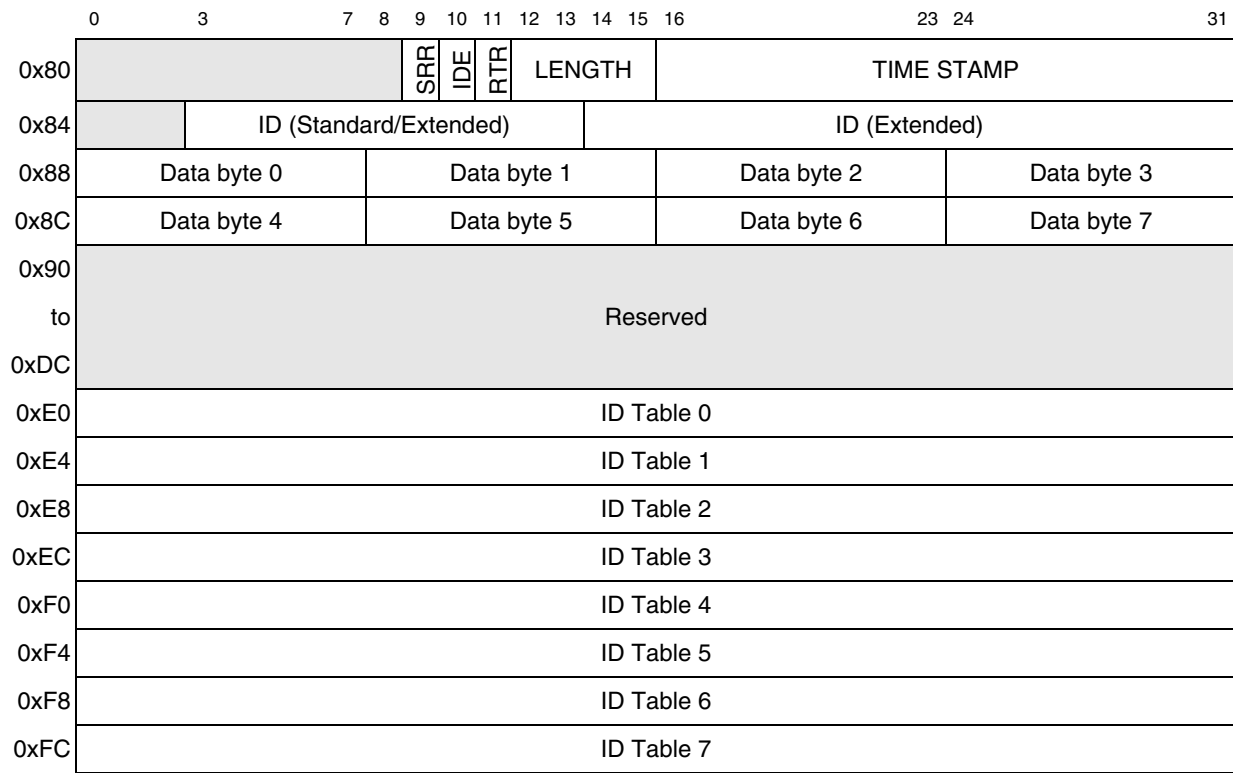 0 3 7 8 9 10 11 12 13 14 15 16 23 24 31
0x80 SRR IDE RTR LENGTH TIME STAMP
0x84 ID (Standard/Extended) ID (Extended)
0x88 Data byte 0 Data byte 1 Data byte 2 Data byte 3
0x8C Data byte 4 Data byte 5 Data byte 6 Data byte 7
0x90
to Reserved
0xDC
0xE0 ID Table 0
0xE4 ID Table 1
0xE8 ID Table 2
0xEC ID Table 3
0xF0 ID Table 4
0xF4 ID Table 5
0xF8 ID Table 6
0xFC ID Table 7